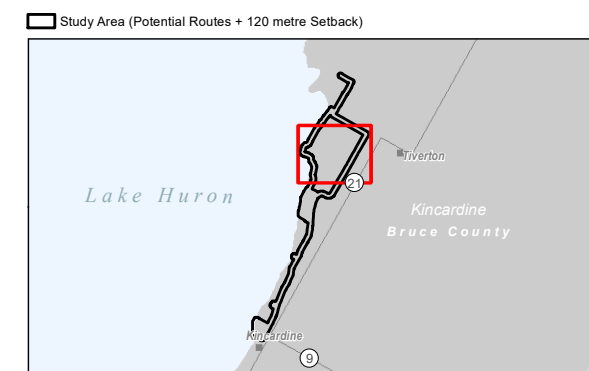 Study Area (Potential Routes + 120 metre Setback)
Tiverton
21
Lake Huron
Kincardine
Bruce County
Kincardine
9